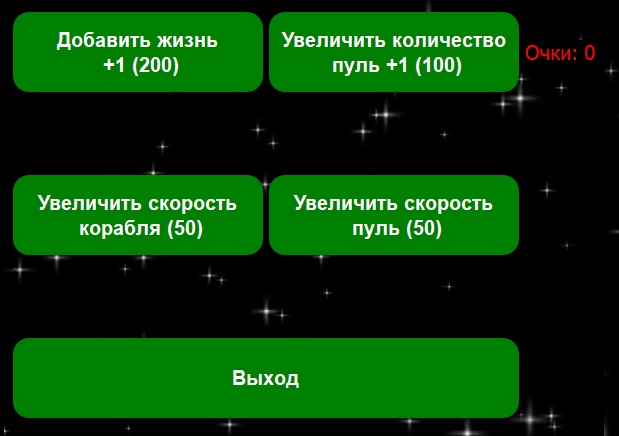 Добавить жизнь
+1 (200)
Увеличить количество
пуль +1 (100)
Очки: 0
Увеличить скорость
корабля (50)
Увеличить скорость
пуль (50)
Выход